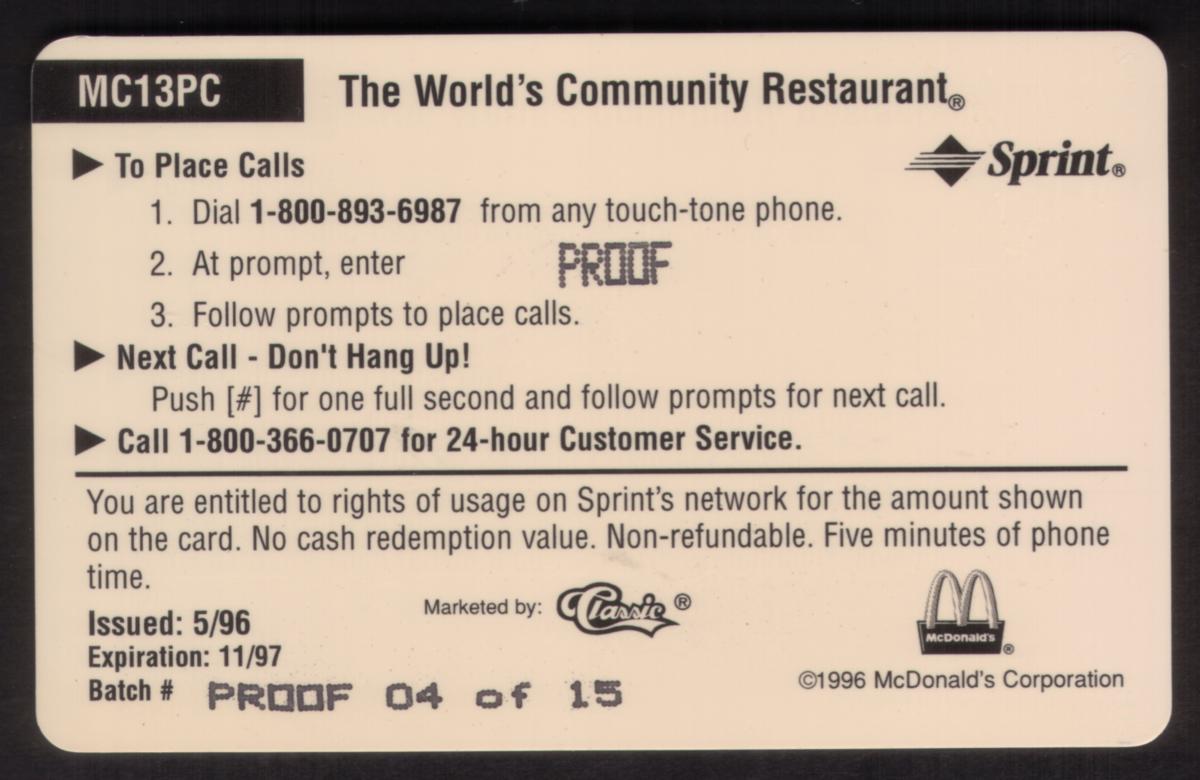 MC13PC The World's Community Restaurant®
▶ To Place Calls
Sprint®
1. Dial 1-800-893-6987 from any touch-tone phone.
2. At prompt, enter PROOF
3. Follow prompts to place calls.
▶ Next Call - Don't Hang Up!
Push [#] for one full second and follow prompts for next call.
▶ Call 1-800-366-0707 for 24-hour Customer Service.
You are entitled to rights of usage on Sprint's network for the amount shown
on the card. No cash redemption value. Non-refundable. Five minutes of phone
time.
Issued: 5/96
Marketed by: Classic®
McDonald's®
Expiration: 11/97
Batch # PROOF 04 of 15
©1996 McDonald's Corporation